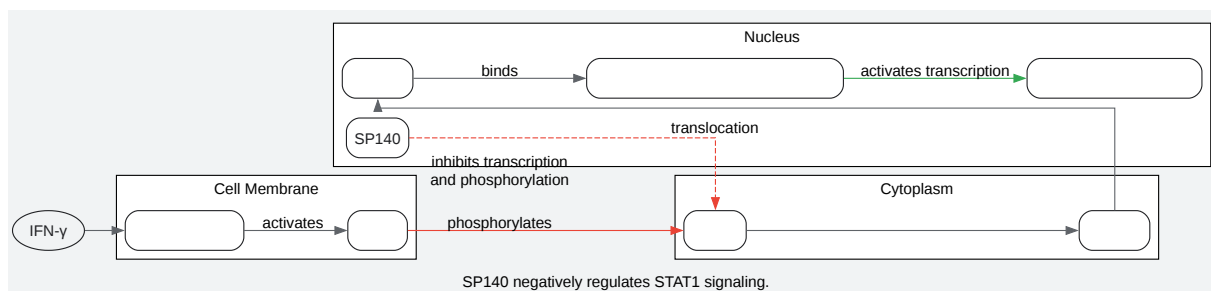 Nucleus
binds
activates transcription
SP140
translocation
inhibits transcription
and phosphorylation
Cell Membrane
Cytoplasm
IFN-γ
activates
phosphorylates
SP140 negatively regulates STAT1 signaling.